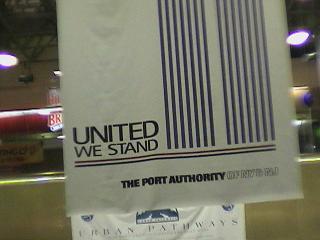 UNITED
WE STAND
THE PORT AUTHORITY OF NY & NJ
URBAN PATHWAYS